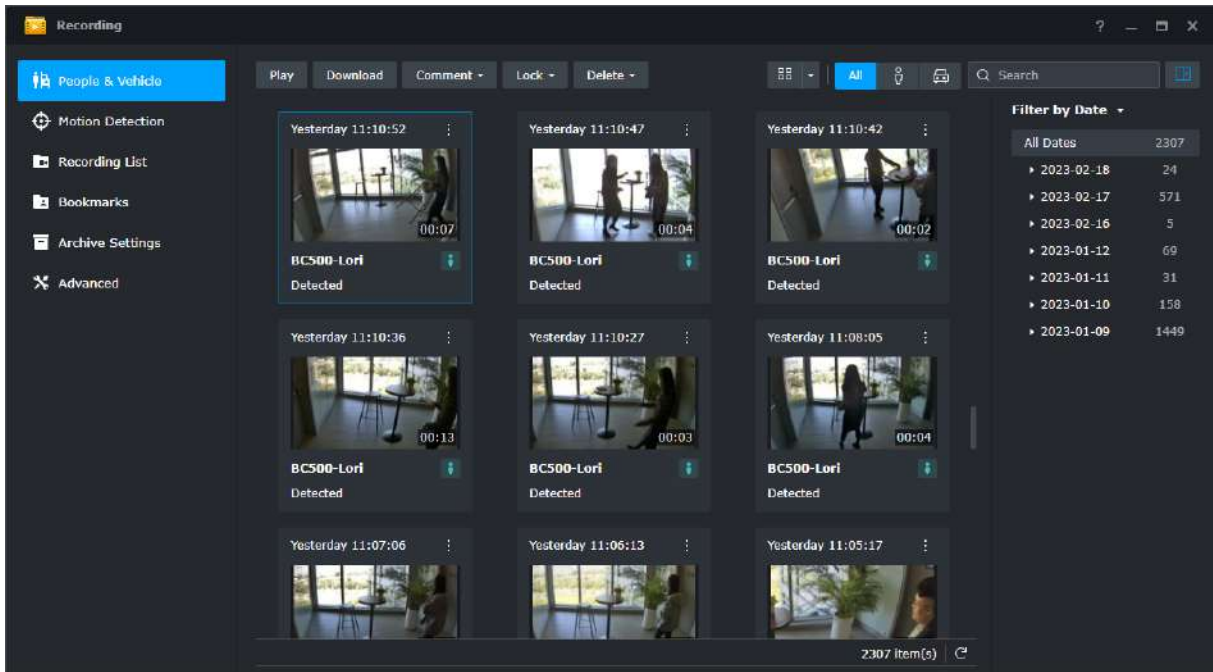 Recording
?
People & Vehicle
Motion Detection
Recording List
Bookmarks
Archive Settings
Advanced
Play Download Comment Lock Delete All Search
Yesterday 11:10:52
00:07
BC500-Lori
Detected
Yesterday 11:10:47
00:04
BC500-Lori
Detected
Yesterday 11:10:42
00:02
BC500-Lori
Detected
Yesterday 11:10:36
00:13
BC500-Lori
Detected
Yesterday 11:10:27
00:03
BC500-Lori
Detected
Yesterday 11:08:05
00:04
BC500-Lori
Detected
Yesterday 11:07:06
Yesterday 11:06:13
Yesterday 11:05:17
2307 item(s)
Filter by Date
All Dates 2307
2023-02-18 24
2023-02-17 571
2023-02-16 5
2023-01-12 69
2023-01-11 31
2023-01-10 158
2023-01-09 1449